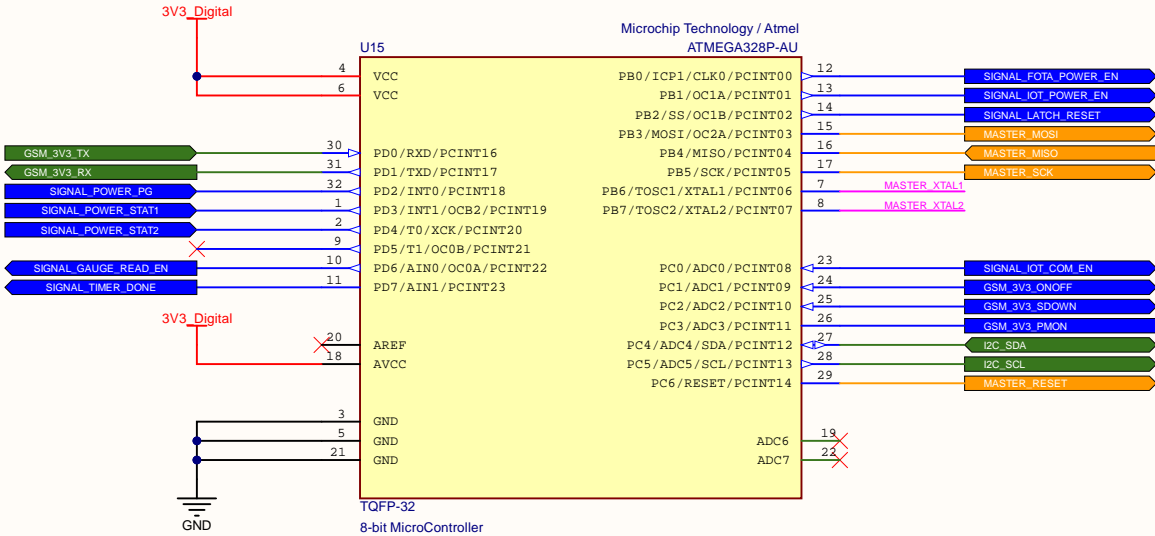 3V3_Digital
Microchip Technology / Atmel
U15 ATMEGA328P-AU
4 VCC PB0/ICP1/CLK0/PCINT00 12 SIGNAL_FOTA_POWER_EN
6 VCC PB1/OC1A/PCINT01 13 SIGNAL_IOT_POWER_EN
PB2/SS/OC1B/PCINT02 14 SIGNAL_LATCH_RESET
PB3/MOSI/OC2A/PCINT03 15 MASTER_MOSI
GSM_3V3_TX 30 PD0/RXD/PCINT16 PB4/MISO/PCINT04 16 MASTER_MISO
GSM_3V3_RX 31 PD1/TXD/PCINT17 PB5/SCK/PCINT05 17 MASTER_SCK
SIGNAL_POWER_PG 32 PD2/INT0/PCINT18 PB6/TOSC1/XTAL1/PCINT06 7 MASTER_XTAL1
SIGNAL_POWER_STAT1 1 PD3/INT1/OCB2/PCINT19 PB7/TOSC2/XTAL2/PCINT07 8 MASTER_XTAL2
SIGNAL_POWER_STAT2 2 PD4/T0/XCK/PCINT20
9 PD5/T1/OC0B/PCINT21
SIGNAL_GAUGE_READ_EN 10 PD6/AIN0/OC0A/PCINT22 PC0/ADC0/PCINT08 23 SIGNAL_IOT_COM_EN
SIGNAL_TIMER_DONE 11 PD7/AIN1/PCINT23 PC1/ADC1/PCINT09 24 GSM_3V3_ONOFF
PC2/ADC2/PCINT10 25 GSM_3V3_SDOWN
3V3_Digital PC3/ADC3/PCINT11 26 GSM_3V3_PMON
20 AREF PC4/ADC4/SDA/PCINT12 27 I2C_SDA
18 AVCC PC5/ADC5/SCL/PCINT13 28 I2C_SCL
PC6/RESET/PCINT14 29 MASTER_RESET
3 GND
5 GND ADC6 19
21 GND ADC7 22
TQFP-32
GND 8-bit MicroController